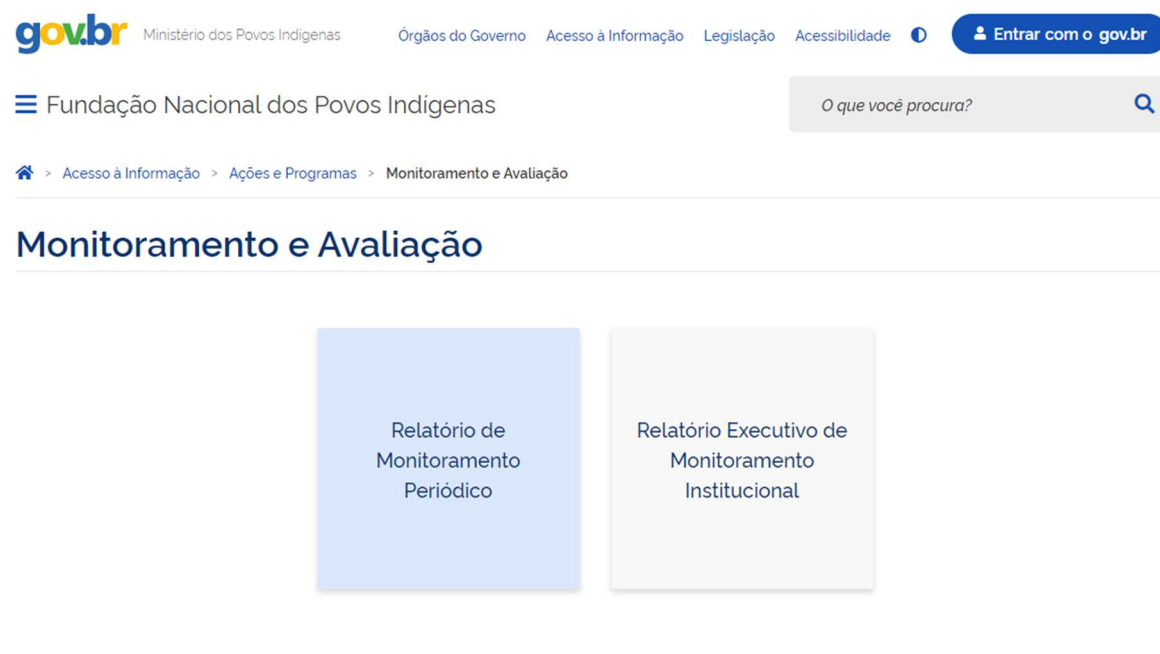 gov.br Ministério dos Povos Indígenas Órgãos do Governo Acesso à Informação Legislação Acessibilidade Entrar com o gov.br
Fundação Nacional dos Povos Indígenas O que você procura?
> Acesso à Informação > Ações e Programas > Monitoramento e Avaliação
Monitoramento e Avaliação
Relatório de
Monitoramento
Periódico
Relatório Executivo de
Monitoramento
Institucional